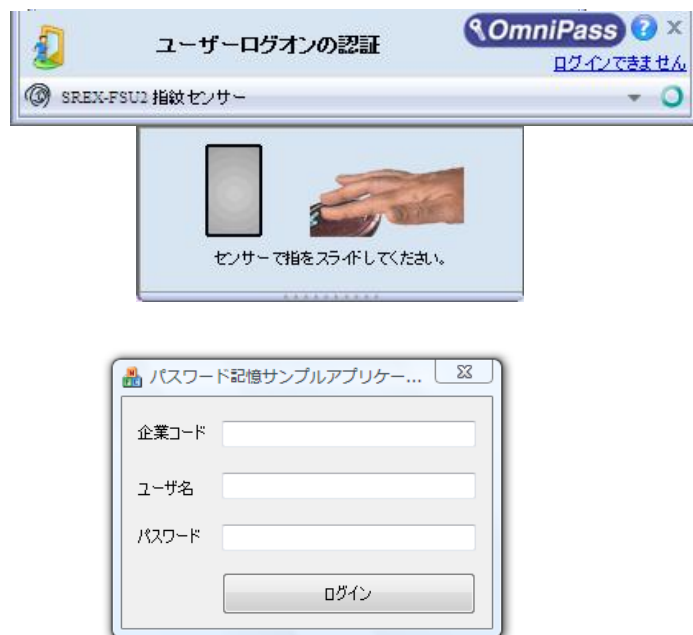 ユーザーログオンの認証
OmniPass
ログインできません
SREX-FSU2 指紋センサー
センサーで指をスライドしてください。
パスワード記憶サンプルアプリケー...
企業コード
ユーザ名
パスワード
ログイン